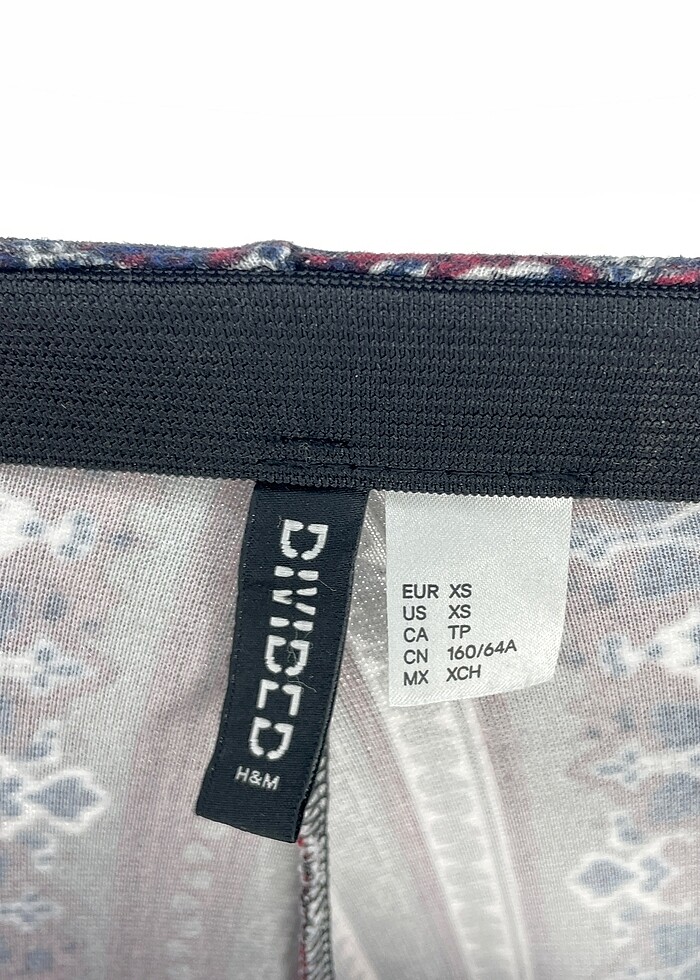 DIVIDED
H&M
EUR XS
US XS
CA TP
CN 160/64A
MX XCH